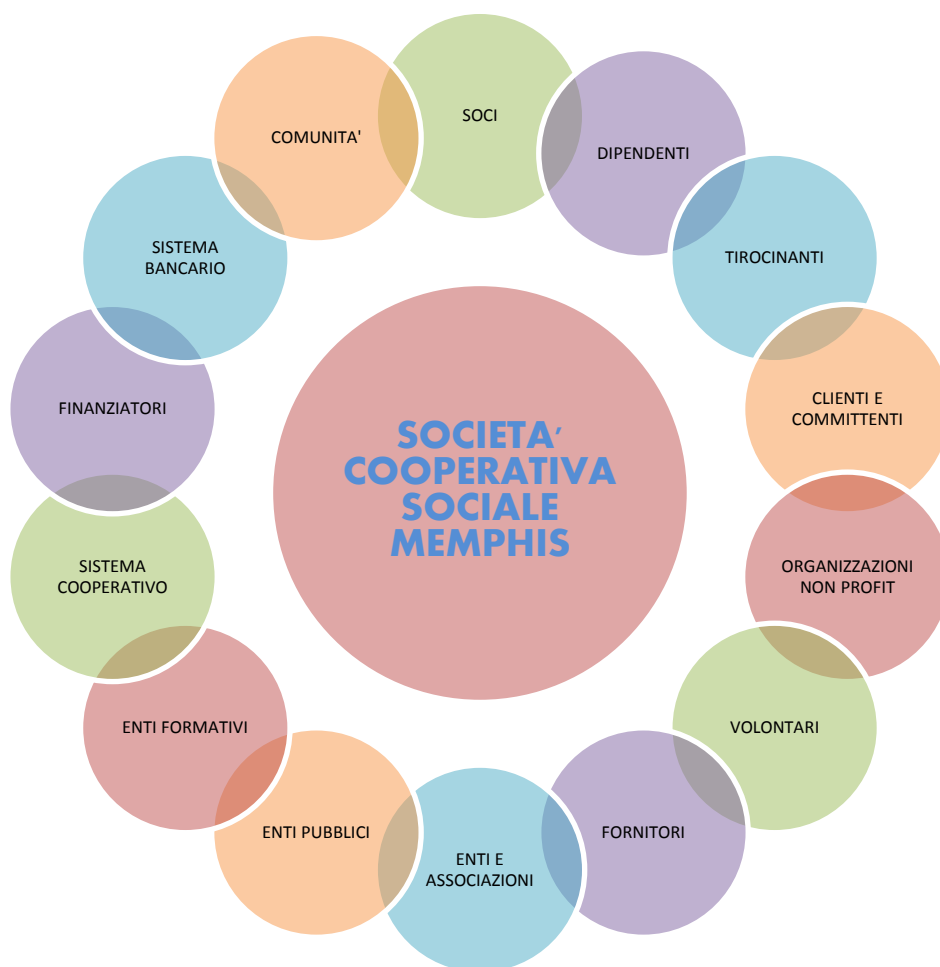 SOCI
DIPENDENTI
TIROCINANTI
CLIENTI E
COMMITTENTI
ORGANIZZAZIONI
NON PROFIT
VOLONTARI
FORNITORI
ENTI E
ASSOCIAZIONI
ENTI PUBBLICI
ENTI FORMATIVI
SISTEMA
COOPERATIVO
FINANZIATORI
SISTEMA
BANCARIO
COMUNITA'
SOCIETA'
COOPERATIVA
SOCIALE
MEMPHIS